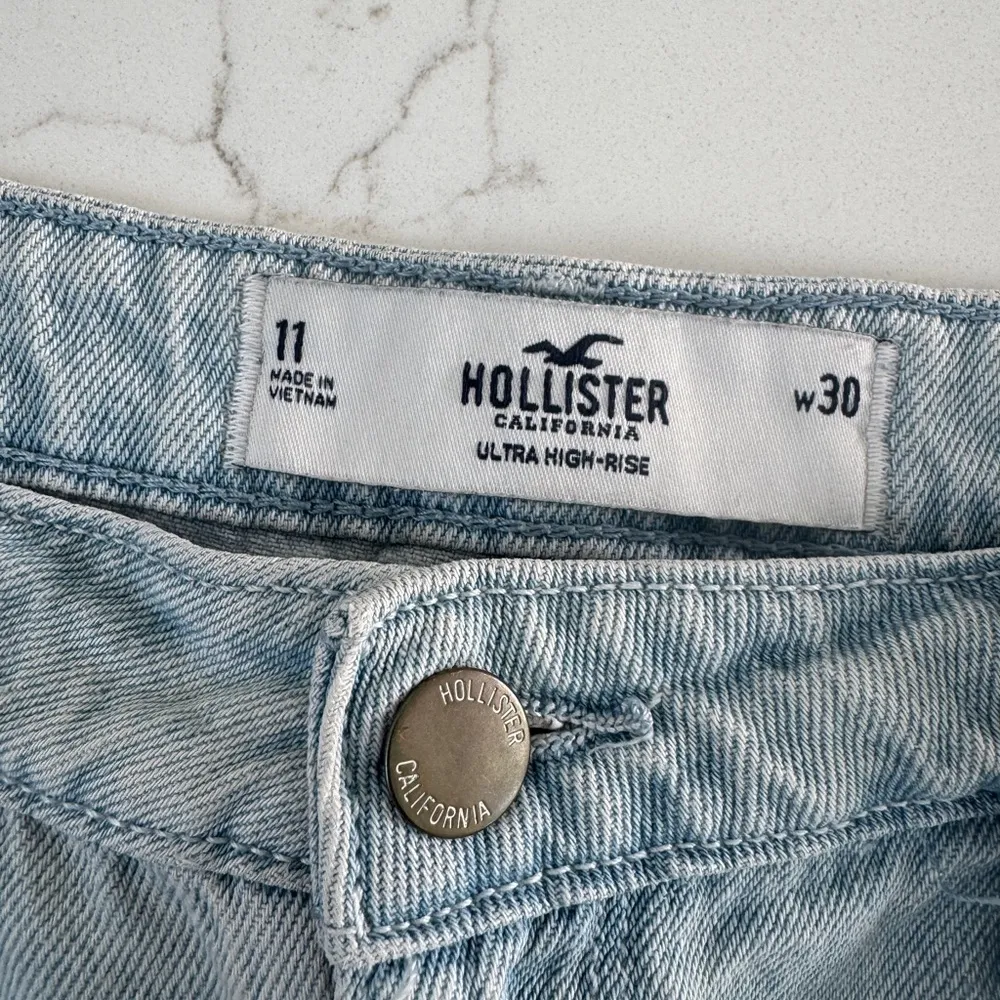 11
MADE IN
VIETNAM
HOLLISTER
CALIFORNIA
ULTRA HIGH-RISE
W30
HOLLISTER
CALIFORNIA